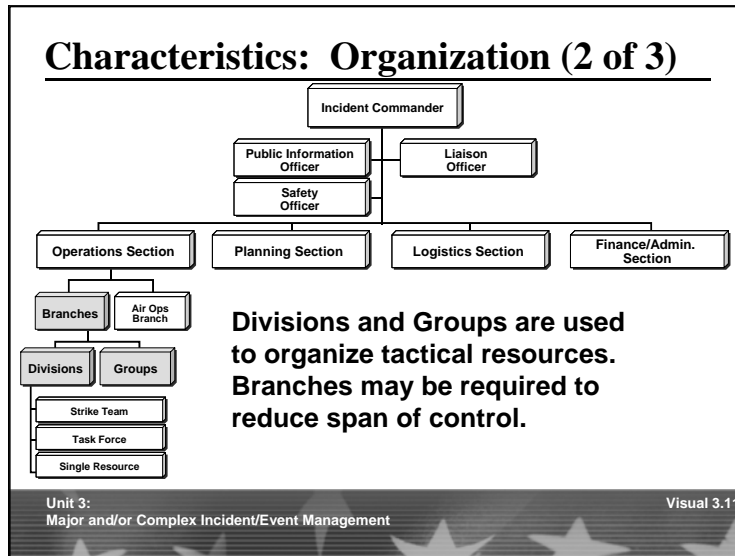 Characteristics: Organization (2 of 3)
Incident Commander
Public Information
Officer
Liaison
Officer
Safety
Officer
Operations Section
Planning Section
Logistics Section
Finance/Admin.
Section
Branches
Air Ops
Branch
Divisions
Groups
Strike Team
Task Force
Single Resource
Divisions and Groups are used
to organize tactical resources.
Branches may be required to
reduce span of control.
Unit 3:
Major and/or Complex Incident/Event Management
Visual 3.11